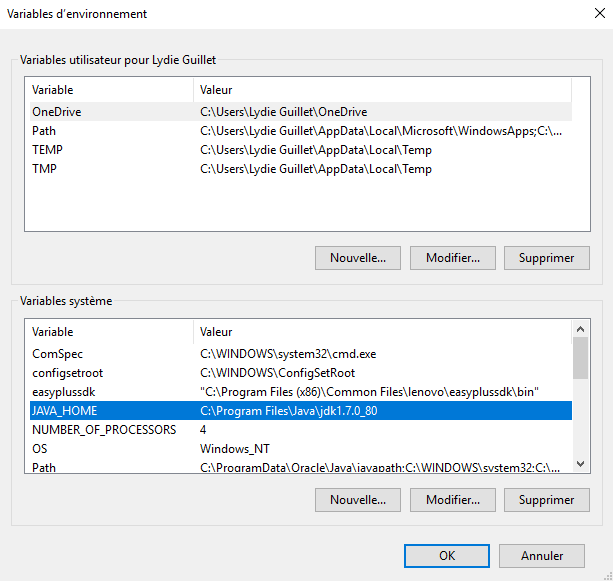 Variables d'environnement
Variables utilisateur pour Lydie Guillet
Variable Valeur
OneDrive C:\Users\Lydie Guillet\OneDrive
Path C:\Users\Lydie Guillet\AppData\Local\Microsoft\WindowsApps;C:\...
TEMP C:\Users\Lydie Guillet\AppData\Local\Temp
TMP C:\Users\Lydie Guillet\AppData\Local\Temp
Nouvelle... Modifier... Supprimer
Variables système
Variable Valeur
ComSpec C:\WINDOWS\system32\cmd.exe
configsetroot C:\WINDOWS\ConfigSetRoot
easyplussdk "C:\Program Files (x86)\Common Files\lenovo\easyplussdk\bin"
JAVA_HOME C:\Program Files\Java\jdk1.7.0_80
NUMBER_OF_PROCESSORS 4
OS Windows_NT
Path C:\ProgramData\Oracle\Java\javapath;C:\WINDOWS\system32;C:\...
Nouvelle... Modifier... Supprimer
OK Annuler